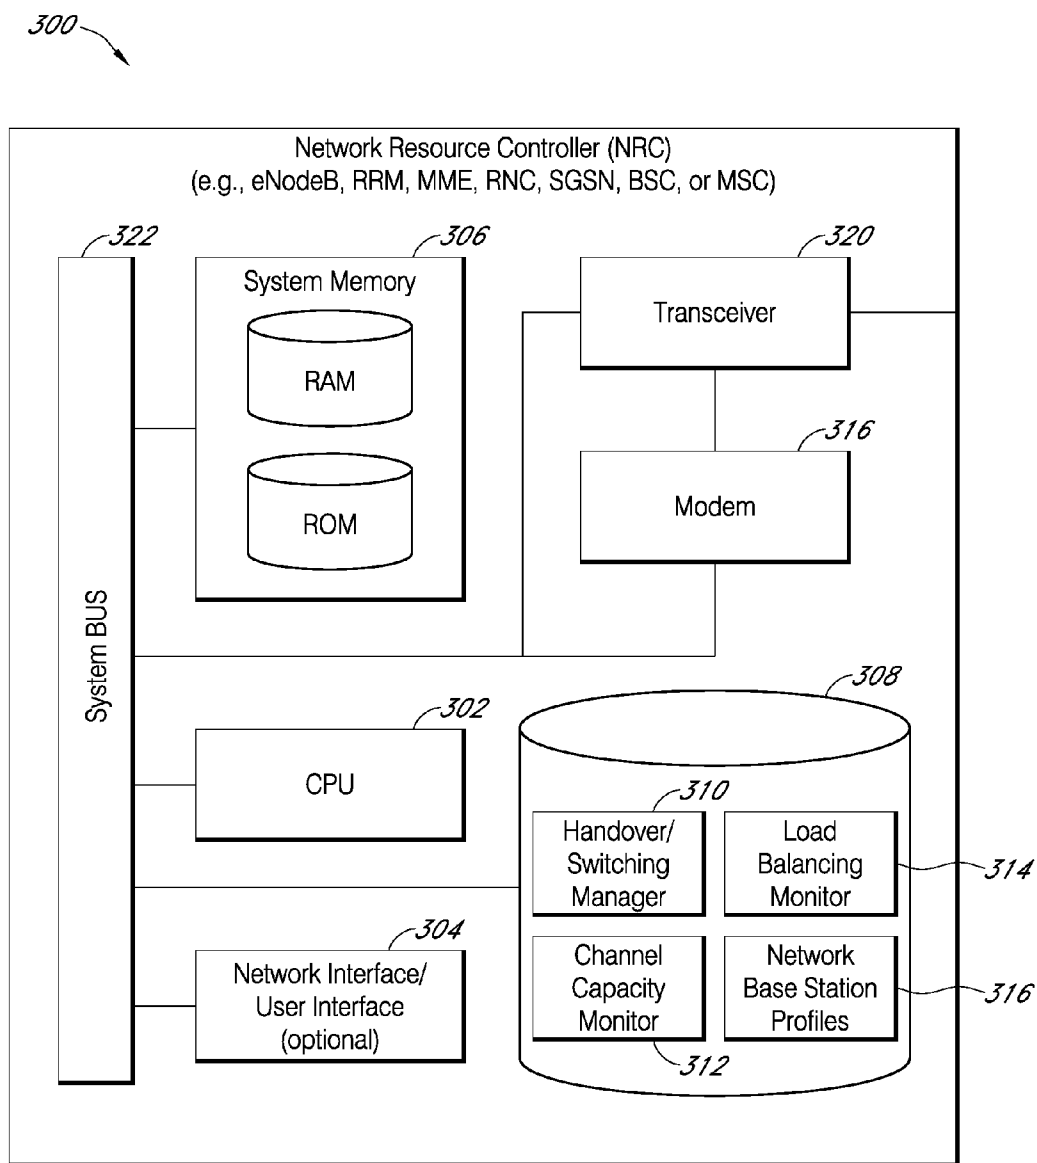 300
Network Resource Controller (NRC)
(e.g., eNodeB, RRM, MME, RNC, SGSN, BSC, or MSC)
322
System BUS
306
System Memory
RAM
ROM
320
Transceiver
316
Modem
302
CPU
304
Network Interface/
User Interface
(optional)
308
310
Handover/
Switching
Manager
Load
Balancing
Monitor
314
Channel
Capacity
Monitor
312
Network
Base Station
Profiles
316